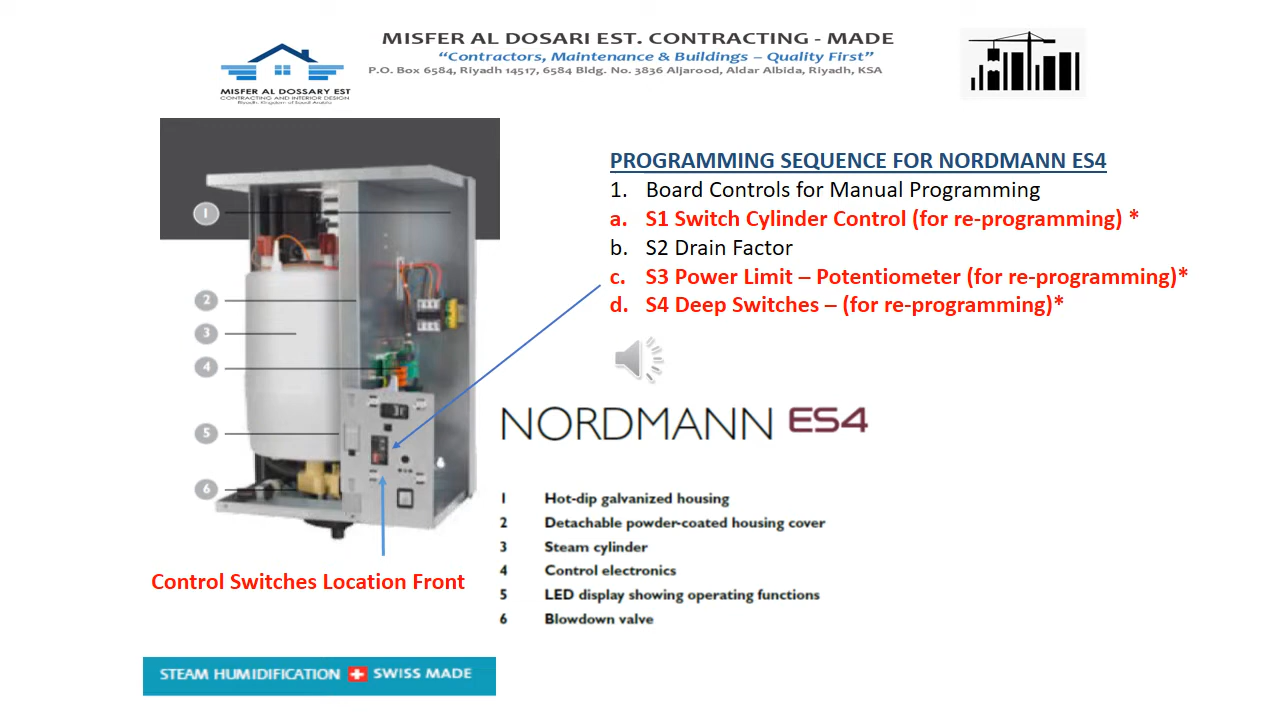 MISFER AL DOSARI EST. CONTRACTING - MADE
“Contractors, Maintenance & Buildings – Quality First”
P.O. Box 6584, Riyadh 14517, 6584 Bldg. No. 3836 Aljarood, Aldar Albida, Riyadh, KSA
MISFER AL DOSSARY EST
CONTRACTING AND INTERIOR DESIGN
Riyadh, Kingdom of Saudi Arabia
PROGRAMMING SEQUENCE FOR NORDMANN ES4
1. Board Controls for Manual Programming
a. S1 Switch Cylinder Control (for re-programming) *
b. S2 Drain Factor
c. S3 Power Limit – Potentiometer (for re-programming)*
d. S4 Deep Switches – (for re-programming)*
1
2
3
4
5
6
NORDMANN ES4
1 Hot-dip galvanized housing
2 Detachable powder-coated housing cover
3 Steam cylinder
4 Control electronics
5 LED display showing operating functions
6 Blowdown valve
Control Switches Location Front
STEAM HUMIDIFICATION SWISS MADE